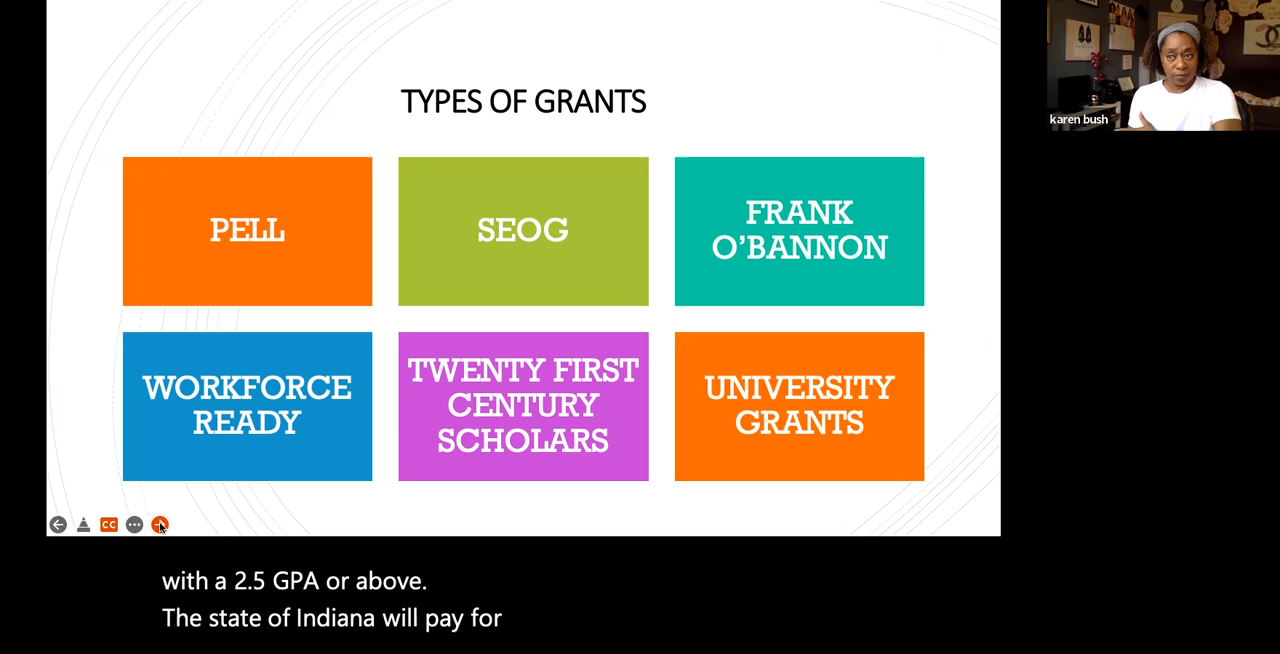 TYPES OF GRANTS
karen bush
PELL
SEOG
FRANK
O'BANNON
WORKFORCE
READY
TWENTY FIRST
CENTURY
SCHOLARS
UNIVERSITY
GRANTS
CC
with a 2.5 GPA or above.
The state of Indiana will pay for